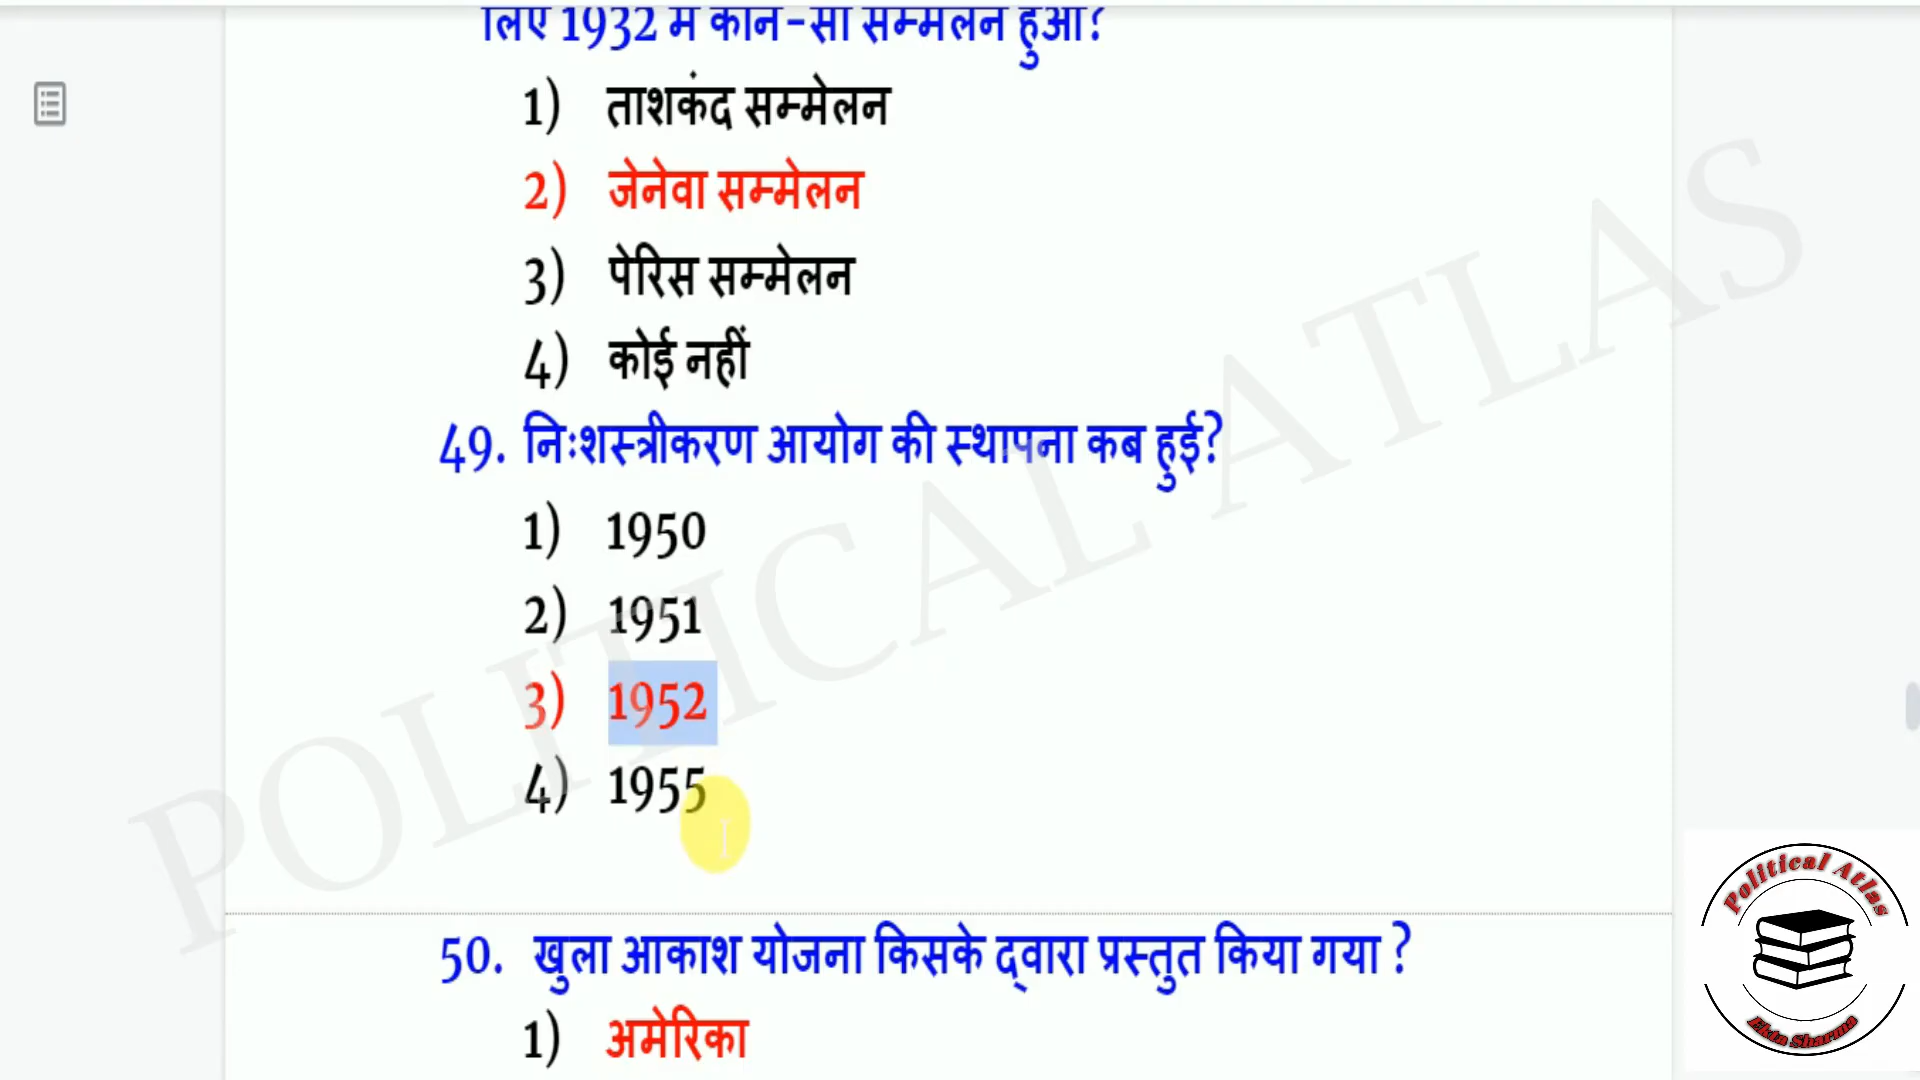 लिए 1932 में कौन-सा सम्मेलन हुआ?
1) ताशकंद सम्मेलन
2) जेनेवा सम्मेलन
3) पेरिस सम्मेलन
4) कोई नहीं
49. निःशस्त्रीकरण आयोग की स्थापना कब हुई?
1) 1950
2) 1951
3) 1952
4) 1955
50. खुला आकाश योजना किसके द्वारा प्रस्तुत किया गया ?
1) अमेरिका
POLITICAL ATLAS
Political Atlas
Ekta Sharma